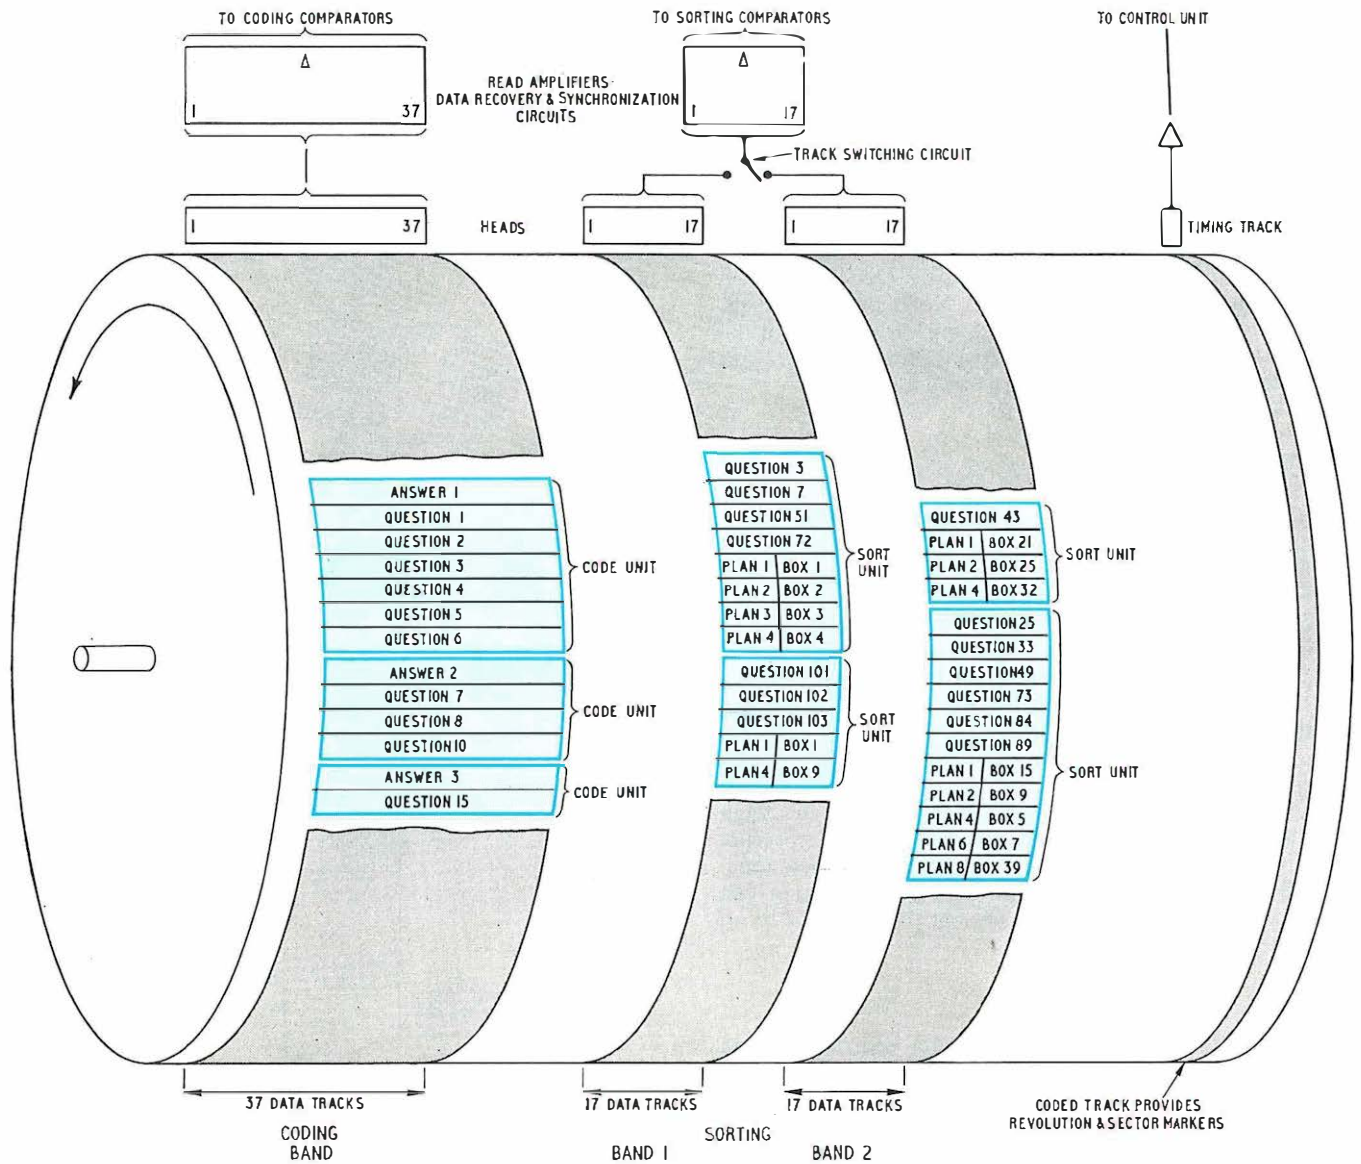 TO CODING COMPARATORS
TO SORTING COMPARATORS
TO CONTROL UNIT
Δ
1 37
READ AMPLIFIERS-
DATA RECOVERY & SYNCHRONIZATION
CIRCUITS
Δ
1 17
TRACK SWITCHING CIRCUIT
1 37
HEADS
1 17
1 17
TIMING TRACK
ANSWER 1
QUESTION 1
QUESTION 2
QUESTION 3
QUESTION 4
QUESTION 5
QUESTION 6
CODE UNIT
ANSWER 2
QUESTION 7
QUESTION 8
QUESTION 10
CODE UNIT
ANSWER 3
QUESTION 15
CODE UNIT
QUESTION 3
QUESTION 7
QUESTION 51
QUESTION 72
PLAN 1 BOX 1
PLAN 2 BOX 2
PLAN 3 BOX 3
PLAN 4 BOX 4
SORT
UNIT
QUESTION 101
QUESTION 102
QUESTION 103
PLAN 1 BOX 1
PLAN 4 BOX 9
SORT
UNIT
QUESTION 43
PLAN 1 BOX 21
PLAN 2 BOX 25
PLAN 4 BOX 32
SORT UNIT
QUESTION 25
QUESTION 33
QUESTION 49
QUESTION 73
QUESTION 84
QUESTION 89
PLAN 1 BOX 15
PLAN 2 BOX 9
PLAN 4 BOX 5
PLAN 6 BOX 7
PLAN 8 BOX 39
SORT UNIT
37 DATA TRACKS
17 DATA TRACKS
17 DATA TRACKS
CODED TRACK PROVIDES
REVOLUTION & SECTOR MARKERS
CODING
BAND
SORTING
BAND 1
BAND 2